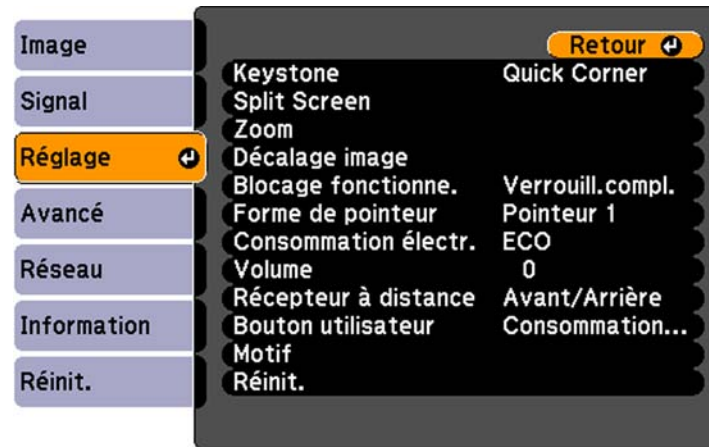 Image
Signal
Réglage
Avancé
Réseau
Information
Réinit.
Retour
Keystone Quick Corner
Split Screen
Zoom
Décalage image
Blocage fonctionne. Verrouill.compl.
Forme de pointeur Pointeur 1
Consommation électr. ECO
Volume 0
Récepteur à distance Avant/Arrière
Bouton utilisateur Consommation...
Motif
Réinit.